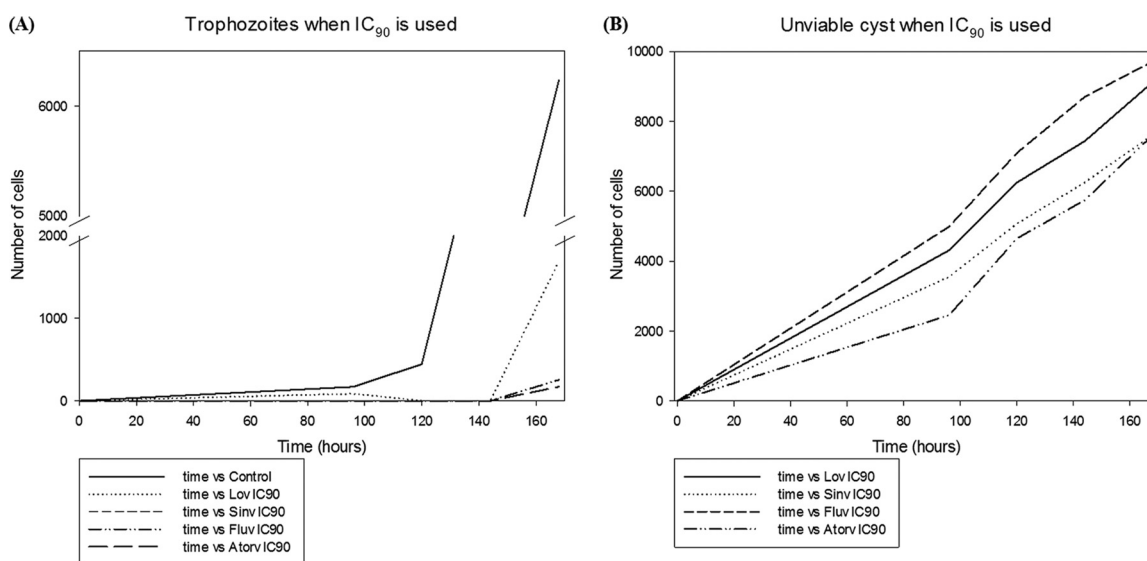 (A)
Trophozoites when IC90 is used
Number of cells
6000
5000
2000
1000
0
0 20 40 60 80 100 120 140 160
Time (hours)
time vs Control
time vs Lov IC90
time vs Sinv IC90
time vs Fluv IC90
time vs Atorv IC90
(B)
Unviable cyst when IC90 is used
Number of cells
10000
8000
6000
4000
2000
0
0 20 40 60 80 100 120 140 160
Time (hours)
time vs Lov IC90
time vs Sinv IC90
time vs Fluv IC90
time vs Atorv IC90